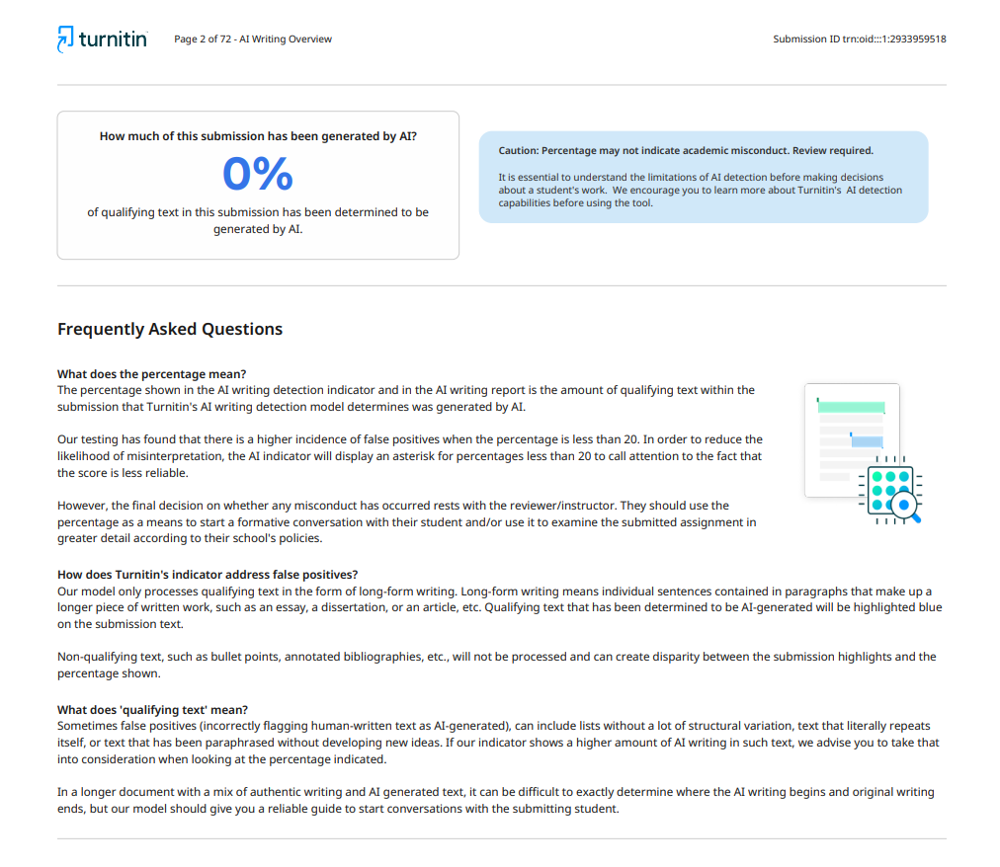 turnitin
Page 2 of 72 - AI Writing Overview
Submission ID trn:oid:::1:2933959518
How much of this submission has been generated by AI?
0%
of qualifying text in this submission has been determined to be
generated by AI.
Caution: Percentage may not indicate academic misconduct. Review required.
It is essential to understand the limitations of AI detection before making decisions
about a student's work. We encourage you to learn more about Turnitin's AI detection
capabilities before using the tool.
Frequently Asked Questions
What does the percentage mean?
The percentage shown in the AI writing detection indicator and in the AI writing report is the amount of qualifying text within the
submission that Turnitin's AI writing detection model determines was generated by AI.
Our testing has found that there is a higher incidence of false positives when the percentage is less than 20. In order to reduce the
likelihood of misinterpretation, the AI indicator will display an asterisk for percentages less than 20 to call attention to the fact that
the score is less reliable.
However, the final decision on whether any misconduct has occurred rests with the reviewer/instructor. They should use the
percentage as a means to start a formative conversation with their student and/or use it to examine the submitted assignment in
greater detail according to their school's policies.
How does Turnitin's indicator address false positives?
Our model only processes qualifying text in the form of long-form writing. Long-form writing means individual sentences contained in paragraphs that make up a
longer piece of written work, such as an essay, a dissertation, or an article, etc. Qualifying text that has been determined to be AI-generated will be highlighted blue
on the submission text.
Non-qualifying text, such as bullet points, annotated bibliographies, etc., will not be processed and can create disparity between the submission highlights and the
percentage shown.
What does 'qualifying text' mean?
Sometimes false positives (incorrectly flagging human-written text as AI-generated), can include lists without a lot of structural variation, text that literally repeats
itself, or text that has been paraphrased without developing new ideas. If our indicator shows a higher amount of AI writing in such text, we advise you to take that
into consideration when looking at the percentage indicated.
In a longer document with a mix of authentic writing and AI generated text, it can be difficult to exactly determine where the AI writing begins and original writing
ends, but our model should give you a reliable guide to start conversations with the submitting student.